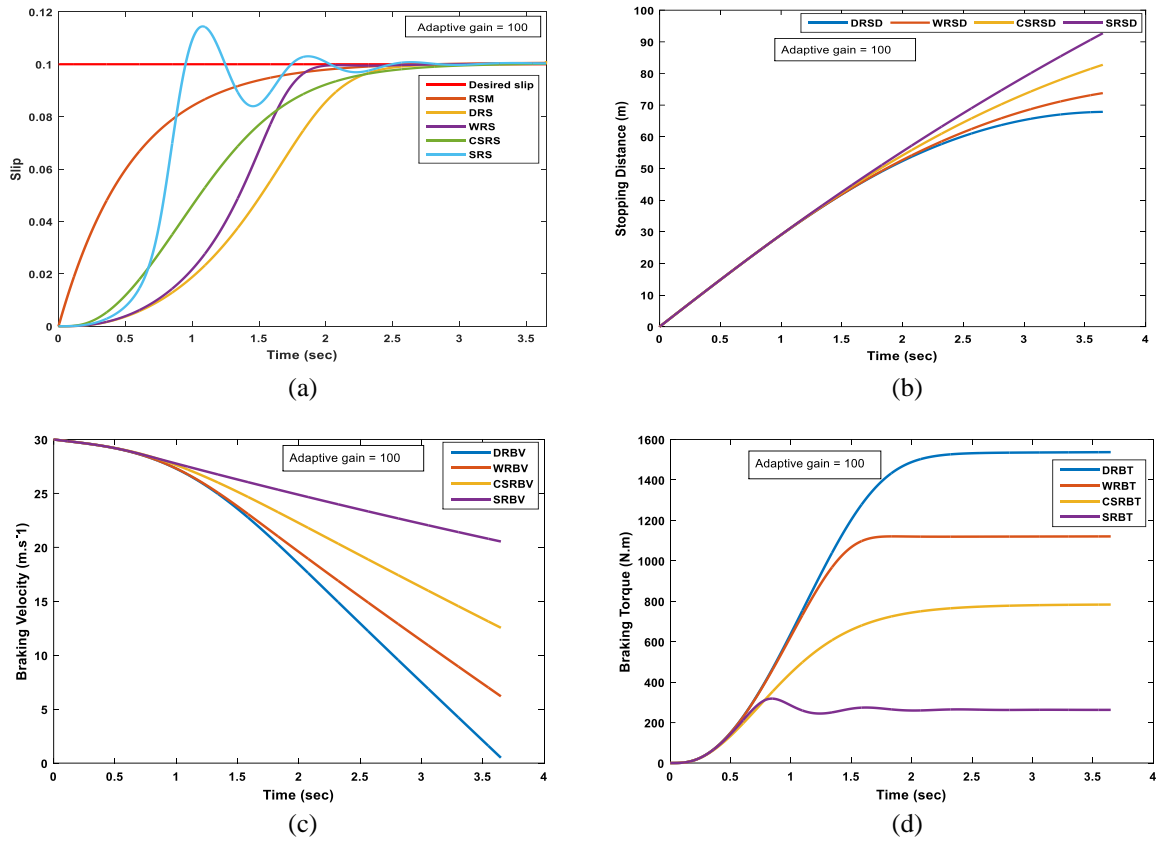 0.12
0.1
0.08
0.06
0.04
0.02
0
Slip
Adaptive gain = 100
Desired slip
RSM
DRS
WRS
CSRS
SRS
0 0.5 1 1.5 2 2.5 3 3.5
Time (sec)
(a)
100
90
80
70
60
50
40
30
20
10
0
Stopping Distance (m)
DRSD WRSD CSRSD SRSD
Adaptive gain = 100
0 0.5 1 1.5 2 2.5 3 3.5 4
Time (sec)
(b)
30
25
20
15
10
5
0
Braking Velocity (m.s-1)
Adaptive gain = 100
DRBV
WRBV
CSRBV
SRBV
0 0.5 1 1.5 2 2.5 3 3.5 4
Time (sec)
(c)
1600
1400
1200
1000
800
600
400
200
0
Braking Torque (N.m)
Adaptive gain = 100
DRBT
WRBT
CSRBT
SRBT
0 0.5 1 1.5 2 2.5 3 3.5 4
Time (sec)
(d)